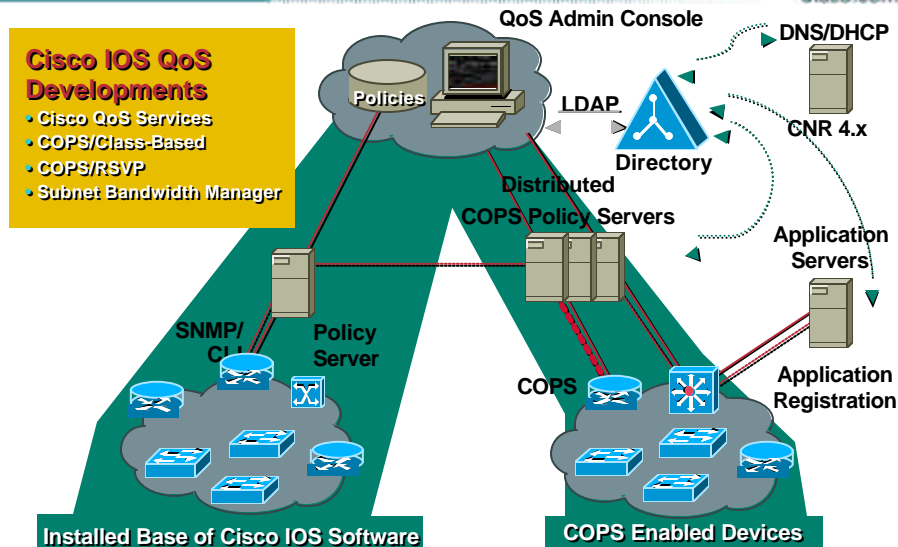 QoS Admin Console
DNS/DHCP
Cisco IOS QoS
Developments
• Cisco QoS Services
• COPS/Class-Based
• COPS/RSVP
• Subnet Bandwidth Manager
Policies
LDAP
CNR 4.x
Directory
Distributed
COPS Policy Servers
Application
Servers
SNMP/
CLI
Policy
Server
COPS
Application
Registration
Installed Base of Cisco IOS Software
COPS Enabled Devices